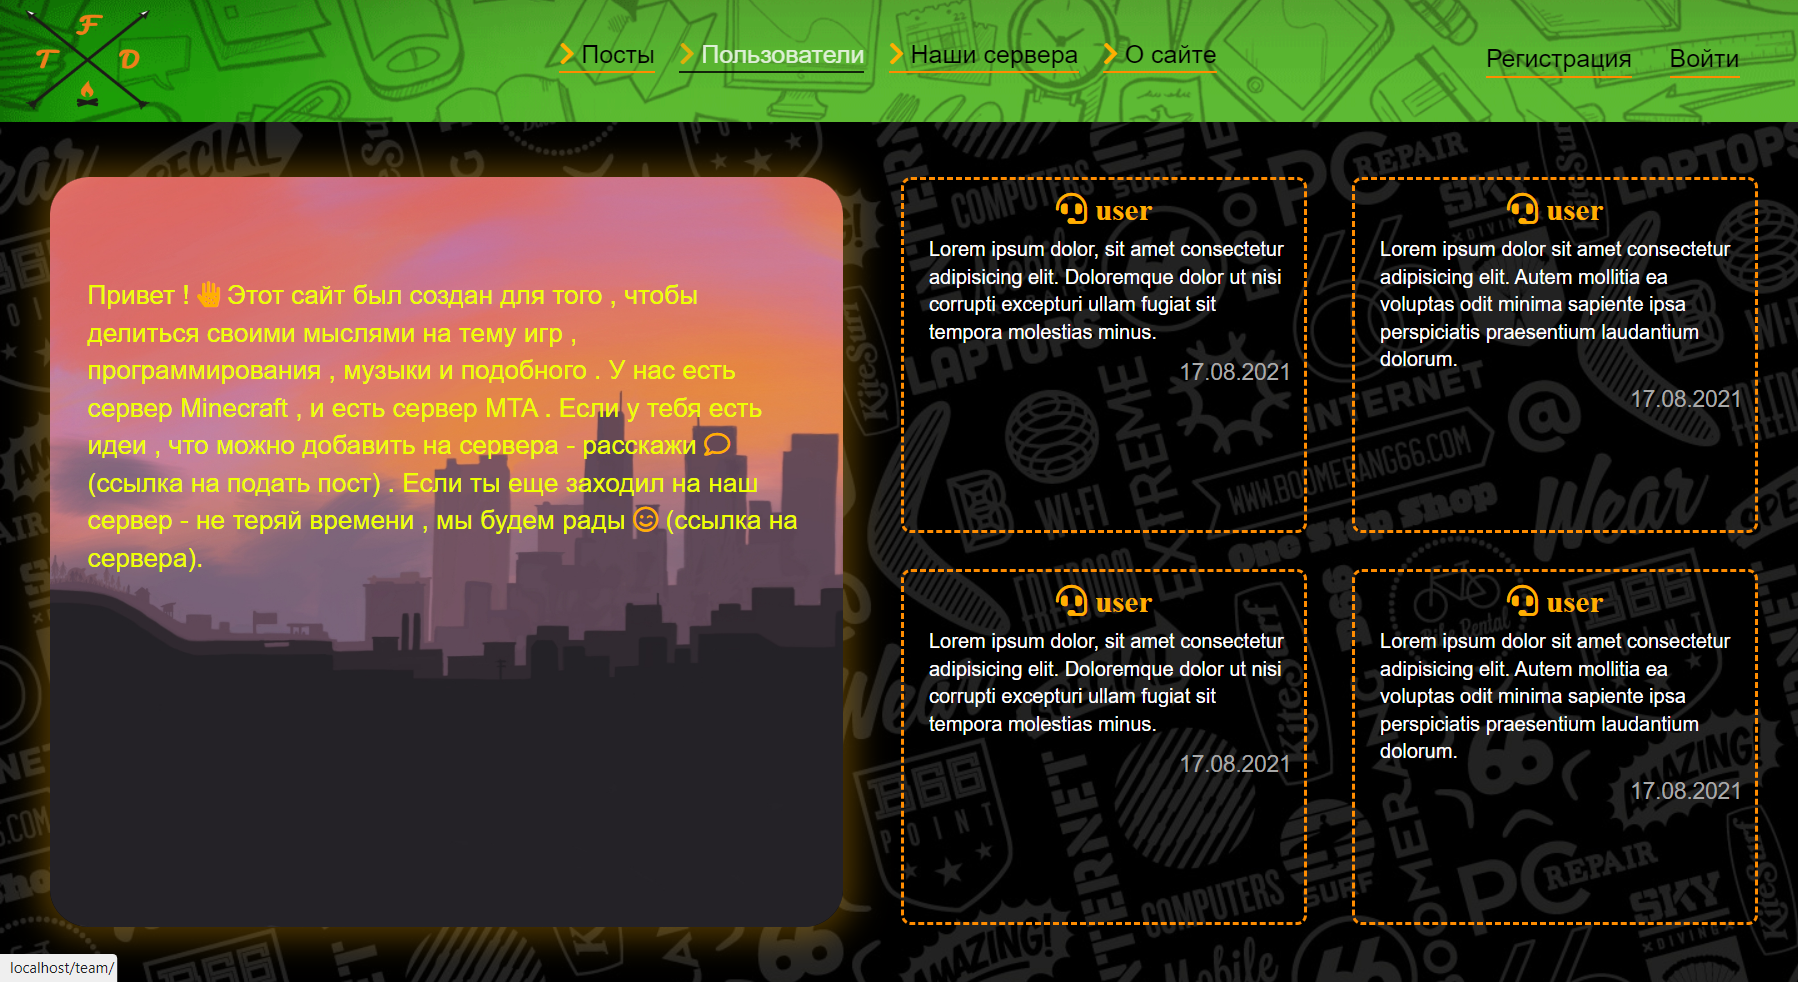 F
T D
Посты
Пользователи
Наши сервера
О сайте
Регистрация
Войти
Привет ! Этот сайт был создан для того , чтобы
делиться своими мыслями на тему игр ,
программирования , музыки и подобного . У нас есть
сервер Minecraft , и есть сервер MTA . Если у тебя есть
идеи , что можно добавить на сервера - расскажи
(ссылка на подать пост) . Если ты еще заходил на наш
сервер - не теряй времени , мы будем рады (ссылка на
сервера).
user
Lorem ipsum dolor, sit amet consectetur
adipisicing elit. Doloremque dolor ut nisi
corrupti excepturi ullam fugiat sit
tempora molestias minus.
17.08.2021
user
Lorem ipsum dolor sit amet consectetur
adipisicing elit. Autem mollitia ea
voluptas odit minima sapiente ipsa
perspiciatis praesentium laudantium
dolorum.
17.08.2021
user
Lorem ipsum dolor, sit amet consectetur
adipisicing elit. Doloremque dolor ut nisi
corrupti excepturi ullam fugiat sit
tempora molestias minus.
17.08.2021
user
Lorem ipsum dolor sit amet consectetur
adipisicing elit. Autem mollitia ea
voluptas odit minima sapiente ipsa
perspiciatis praesentium laudantium
dolorum.
17.08.2021
localhost/team/